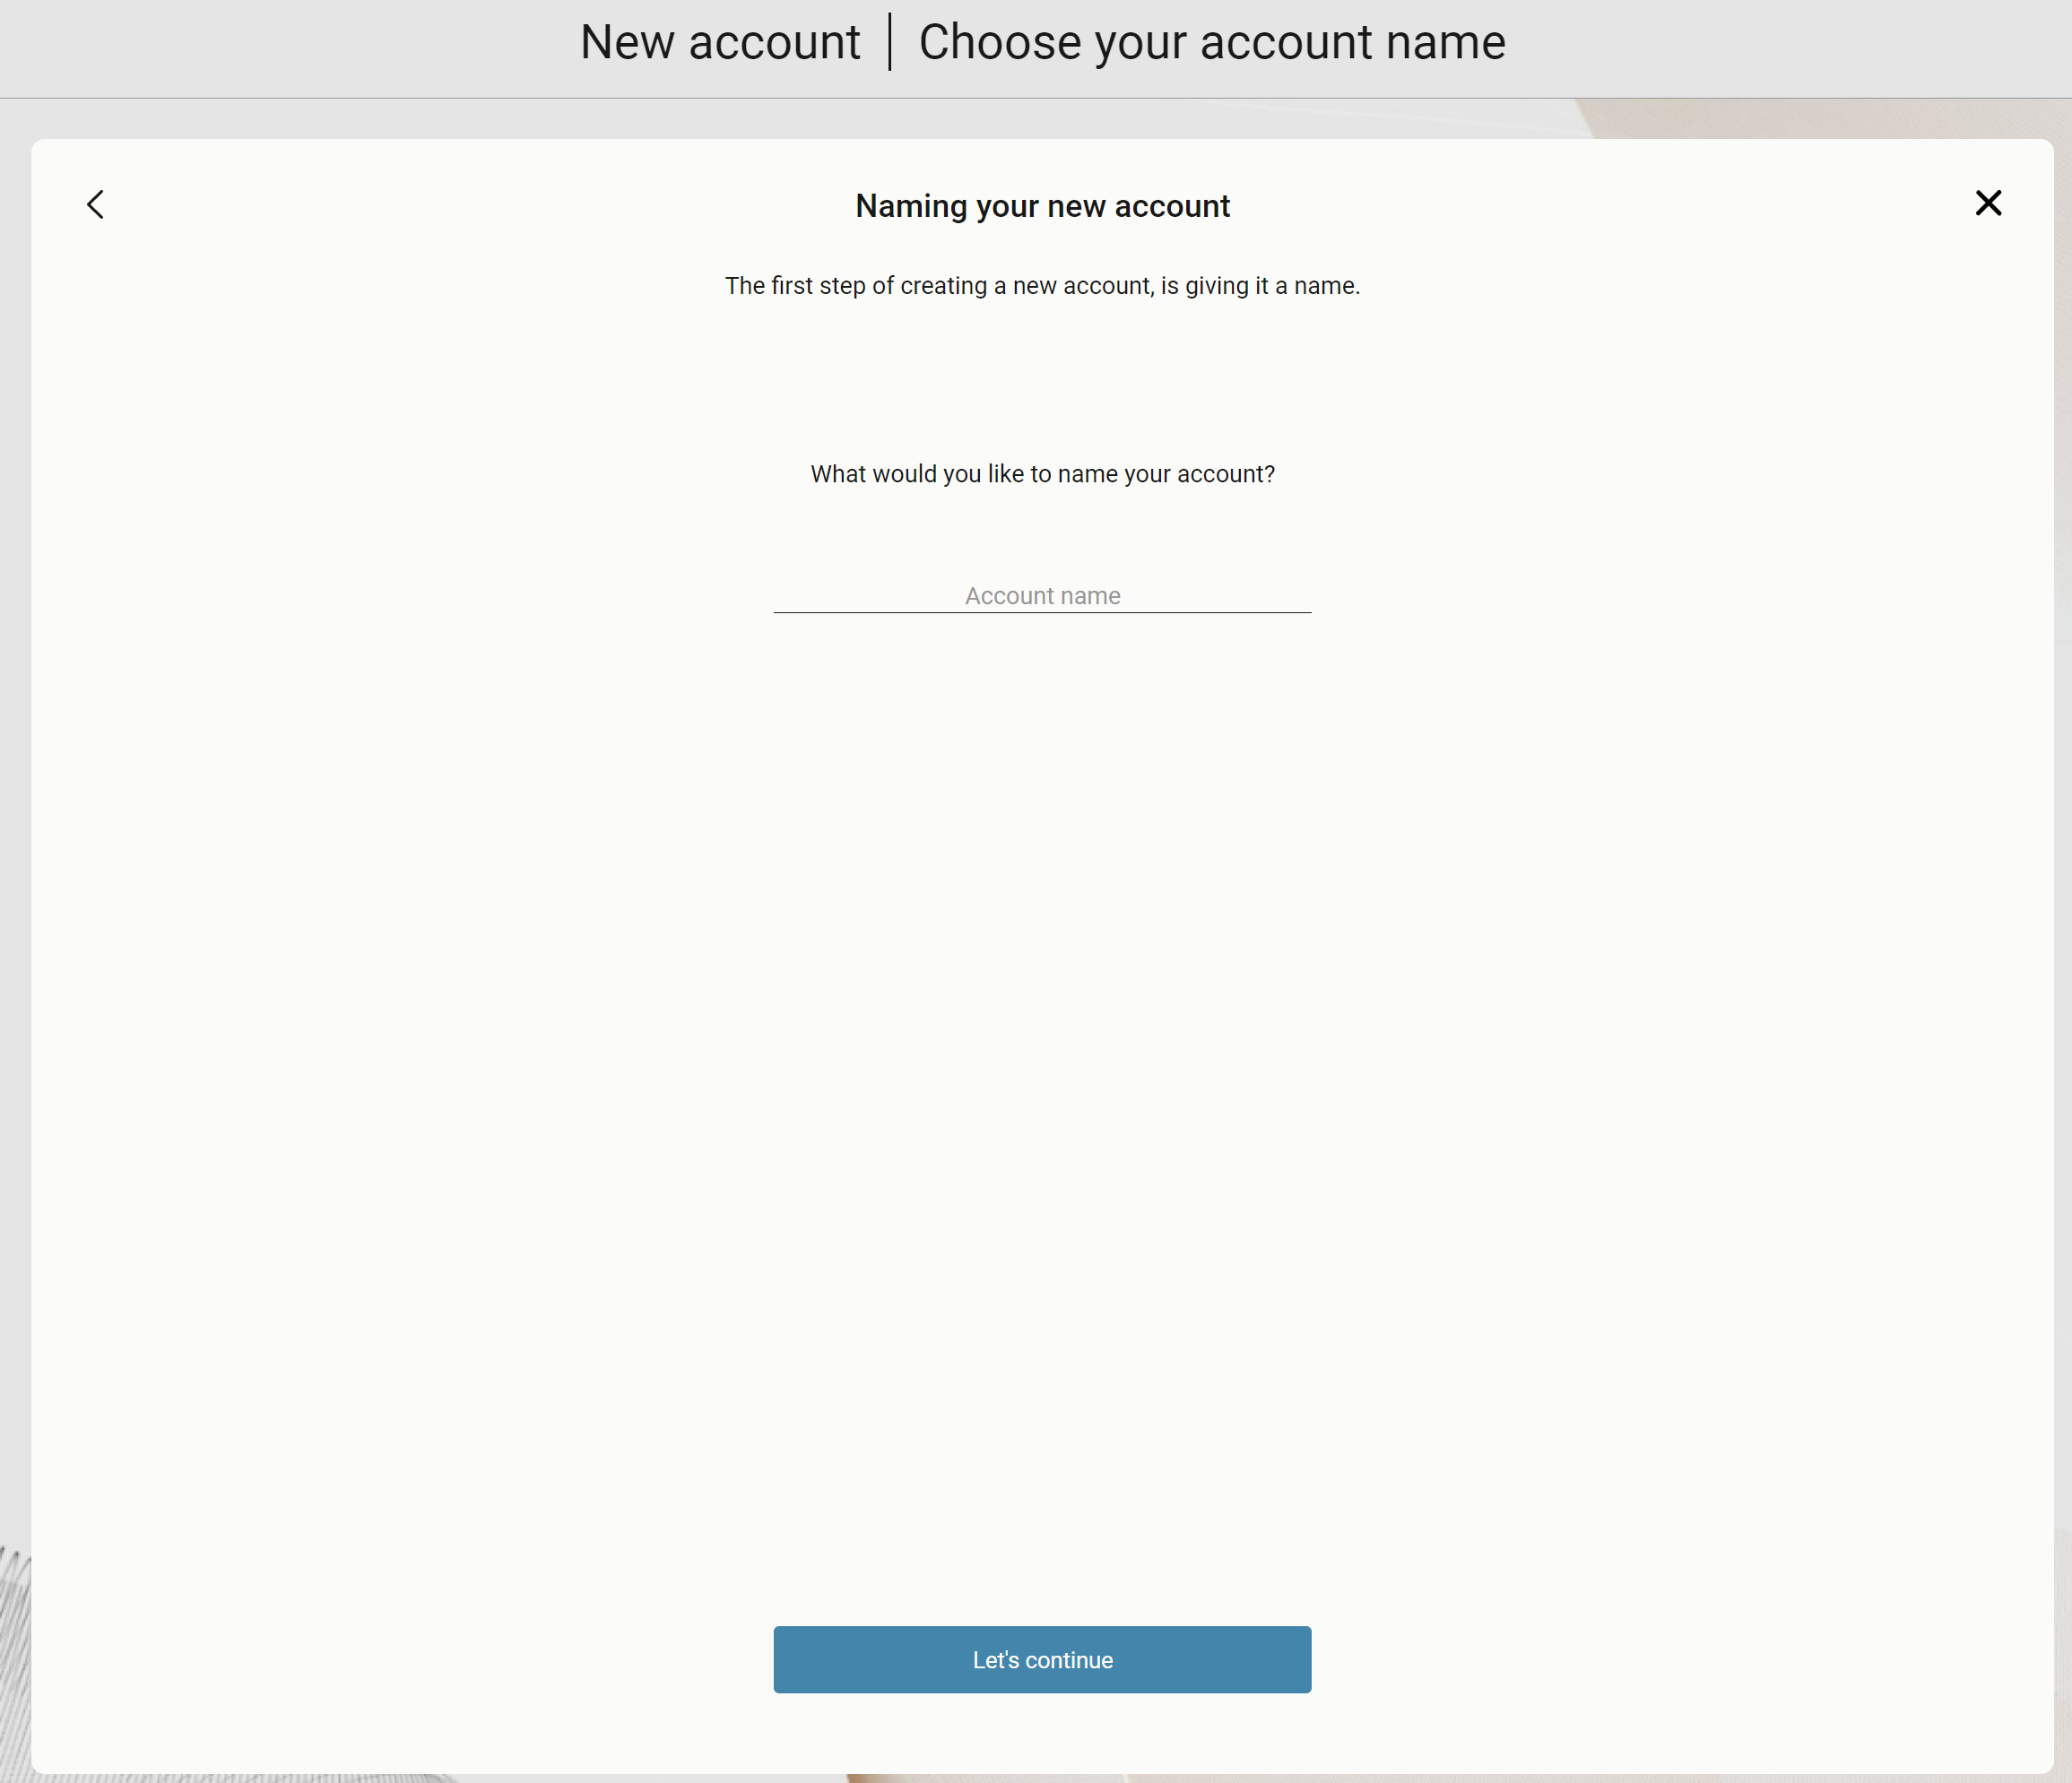 New account | Choose your account name
Naming your new account
The first step of creating a new account, is giving it a name.
What would you like to name your account?
Account name
Let's continue